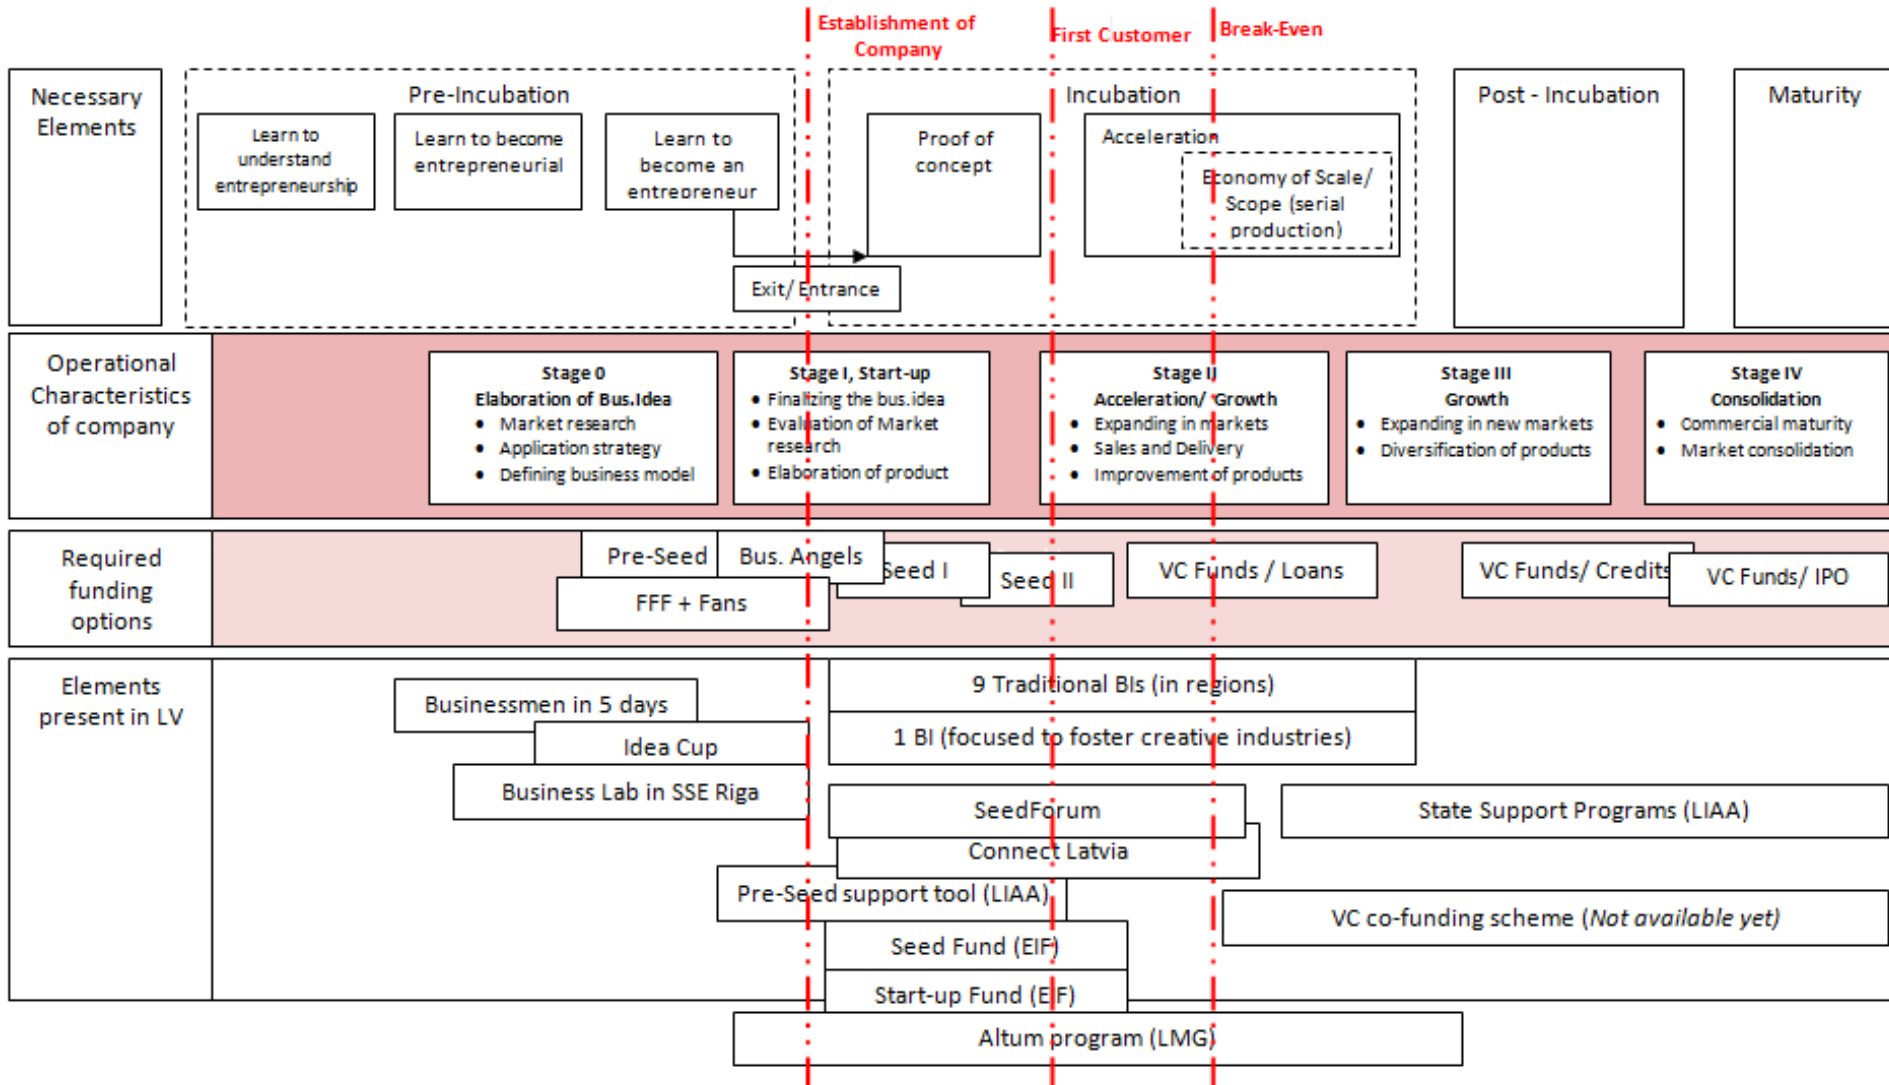 Establishment of
Company
First Customer
Break-Even
Necessary
Elements
Pre-Incubation
Learn to
understand
entrepreneurship
Learn to become
entrepreneurial
Learn to
become an
entrepreneur
Exit/ Entrance
Incubation
Proof of
concept
Acceleration
Economy of Scale/
Scope (serial
production)
Post - Incubation
Maturity
Operational
Characteristics
of company
Stage 0
Elaboration of Bus.Idea
• Market research
• Application strategy
• Defining business model
Stage I, Start-up
• Finalizing the bus.idea
• Evaluation of Market
research
• Elaboration of product
Stage II
Acceleration/ Growth
• Expanding in markets
• Sales and Delivery
• Improvement of products
Stage III
Growth
• Expanding in new markets
• Diversification of products
Stage IV
Consolidation
• Commercial maturity
• Market consolidation
Required
funding
options
Pre-Seed
Bus. Angels
FFF + Fans
Seed I
Seed II
VC Funds / Loans
VC Funds/ Credits
VC Funds/ IPO
Elements
present in LV
Businessmen in 5 days
Idea Cup
Business Lab in SSE Riga
9 Traditional BIs (in regions)
1 BI (focused to foster creative industries)
SeedForum
Connect Latvia
State Support Programs (LIAA)
Pre-Seed support tool (LIAA)
VC co-funding scheme (Not available yet)
Seed Fund (EIF)
Start-up Fund (EIF)
Altum program (LMG)